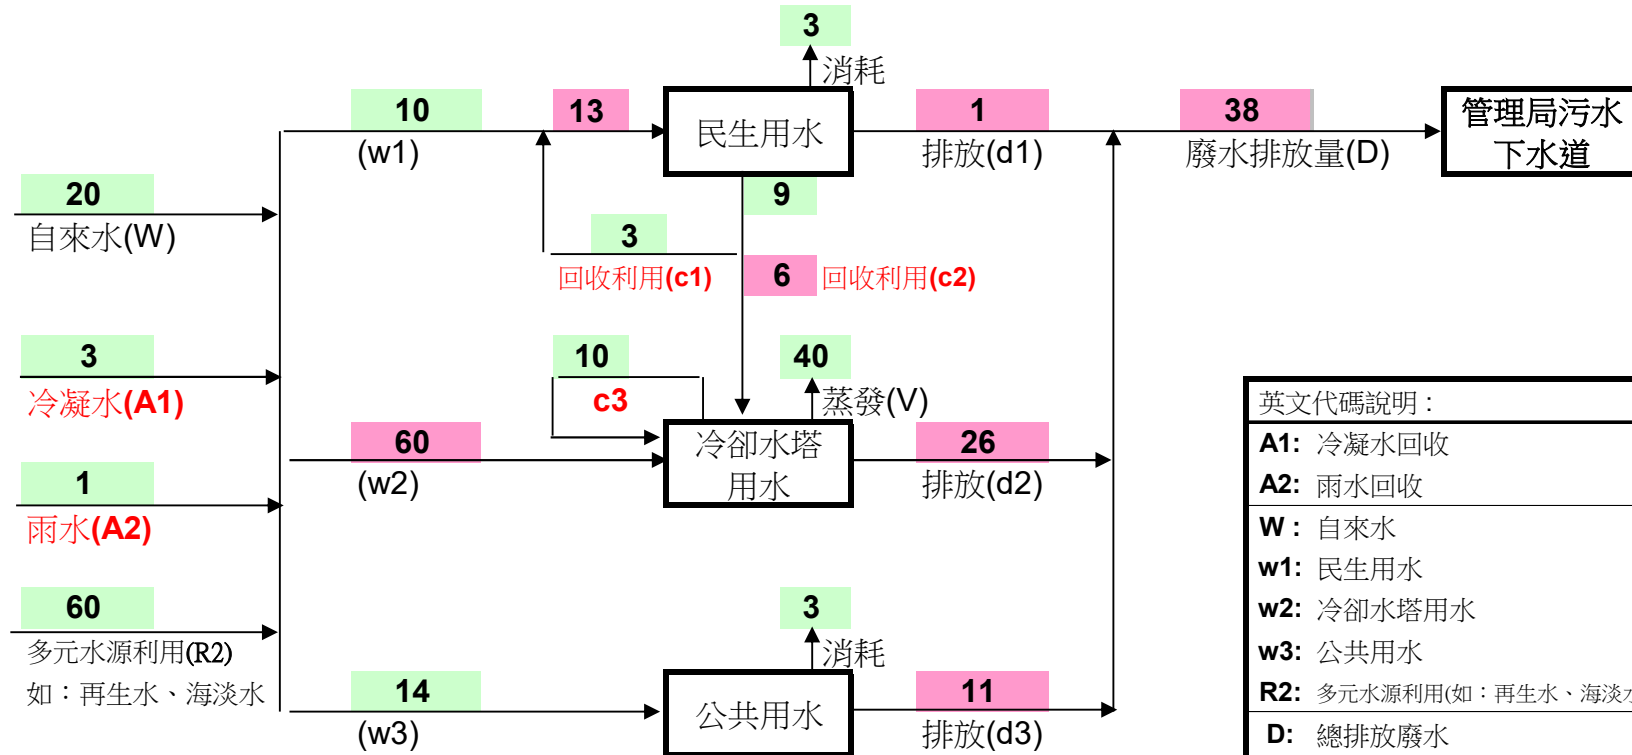 3
消耗
10
(w1)
13
民生用水
1
排放(d1)
38
廢水排放量(D)
管理局污水
下水道
20
自來水(W)
9
3
回收利用(c1)
6
回收利用(c2)
3
冷凝水(A1)
10
c3
40
蒸發(V)
60
(w2)
冷卻水塔
用水
26
排放(d2)
1
雨水(A2)
60
多元水源利用(R2)
如：再生水、海淡水
3
消耗
14
(w3)
公共用水
11
排放(d3)
英文代碼說明：
A1: 冷凝水回收
A2: 雨水回收
W : 自來水
w1: 民生用水
w2: 冷卻水塔用水
w3: 公共用水
R2: 多元水源利用(如：再生水、海淡水
D: 總排放廢水